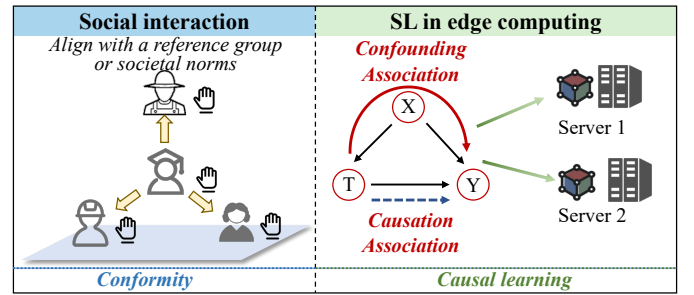 Social interaction
Align with a reference group
or societal norms
Conformity
SL in edge computing
Confounding
Association
X
T
Y
Causation
Association
Server 1
Server 2
Causal learning